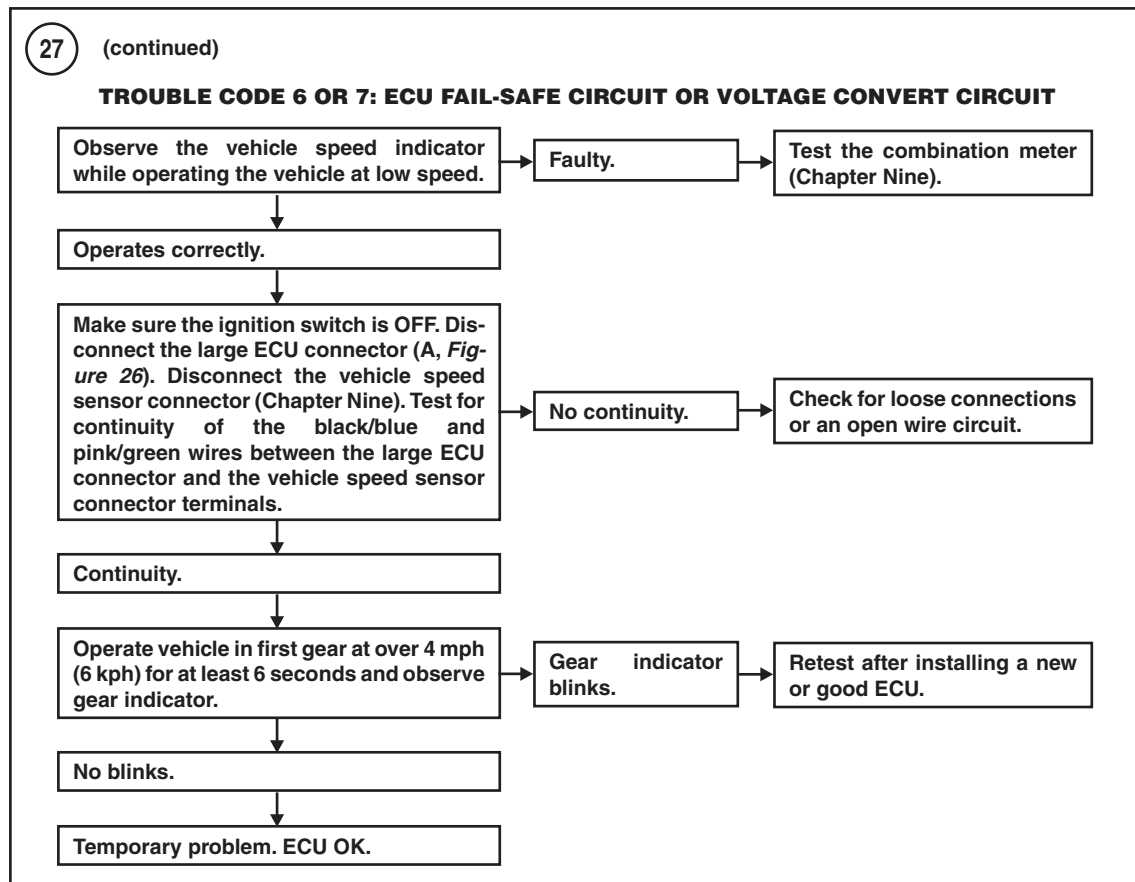 27 (continued)
TROUBLE CODE 6 OR 7: ECU FAIL-SAFE CIRCUIT OR VOLTAGE CONVERT CIRCUIT
Observe the vehicle speed indicator
while operating the vehicle at low speed.
Faulty.
Test the combination meter
(Chapter Nine).
Operates correctly.
Make sure the ignition switch is OFF. Dis-
connect the large ECU connector (A, Fig-
ure 26). Disconnect the vehicle speed
sensor connector (Chapter Nine). Test for
continuity of the black/blue and
pink/green wires between the large ECU
connector and the vehicle speed sensor
connector terminals.
No continuity.
Check for loose connections
or an open wire circuit.
Continuity.
Operate vehicle in first gear at over 4 mph
(6 kph) for at least 6 seconds and observe
gear indicator.
Gear indicator
blinks.
Retest after installing a new
or good ECU.
No blinks.
Temporary problem. ECU OK.